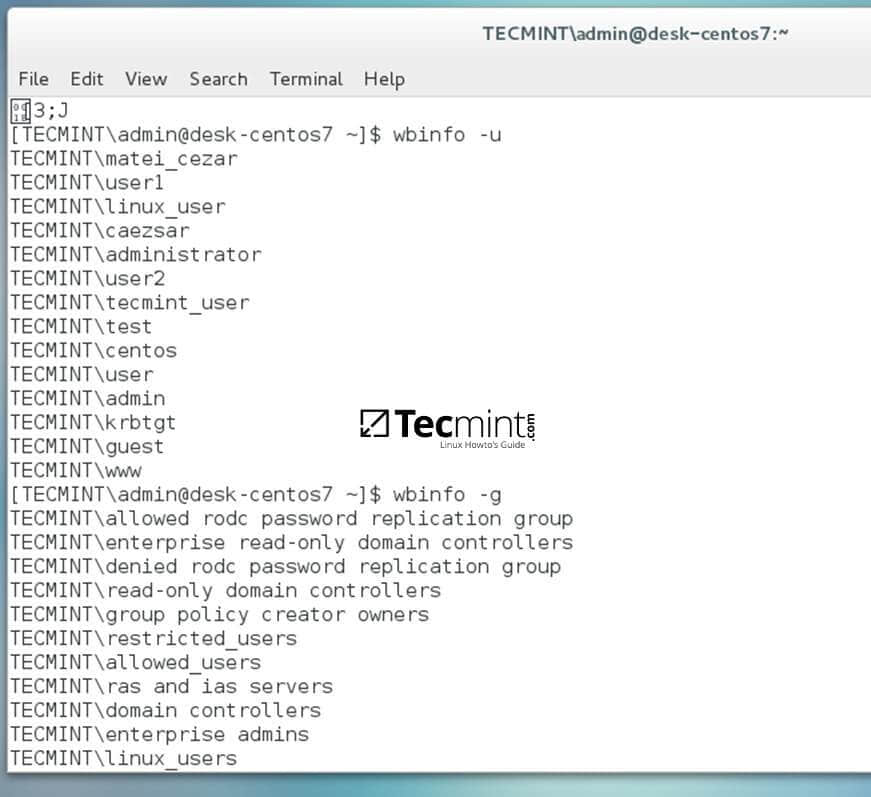 TECMINT\admin@desk-centos7:~
File Edit View Search Terminal Help
3;J
[TECMINT\admin@desk-centos7 ~]$ wbinfo -u
TECMINT\matei_cezar
TECMINT\user1
TECMINT\linux_user
TECMINT\caezsar
TECMINT\administrator
TECMINT\user2
TECMINT\tecmint_user
TECMINT\test
TECMINT\centos
TECMINT\user
TECMINT\admin
TECMINT\krbtgt
TECMINT\guest
TECMINT\www
Tecmint.com
Linux Howto's Guide
[TECMINT\admin@desk-centos7 ~]$ wbinfo -g
TECMINT\allowed rodc password replication group
TECMINT\enterprise read-only domain controllers
TECMINT\denied rodc password replication group
TECMINT\read-only domain controllers
TECMINT\group policy creator owners
TECMINT\restricted_users
TECMINT\allowed_users
TECMINT\ras and ias servers
TECMINT\domain controllers
TECMINT\enterprise admins
TECMINT\linux_users